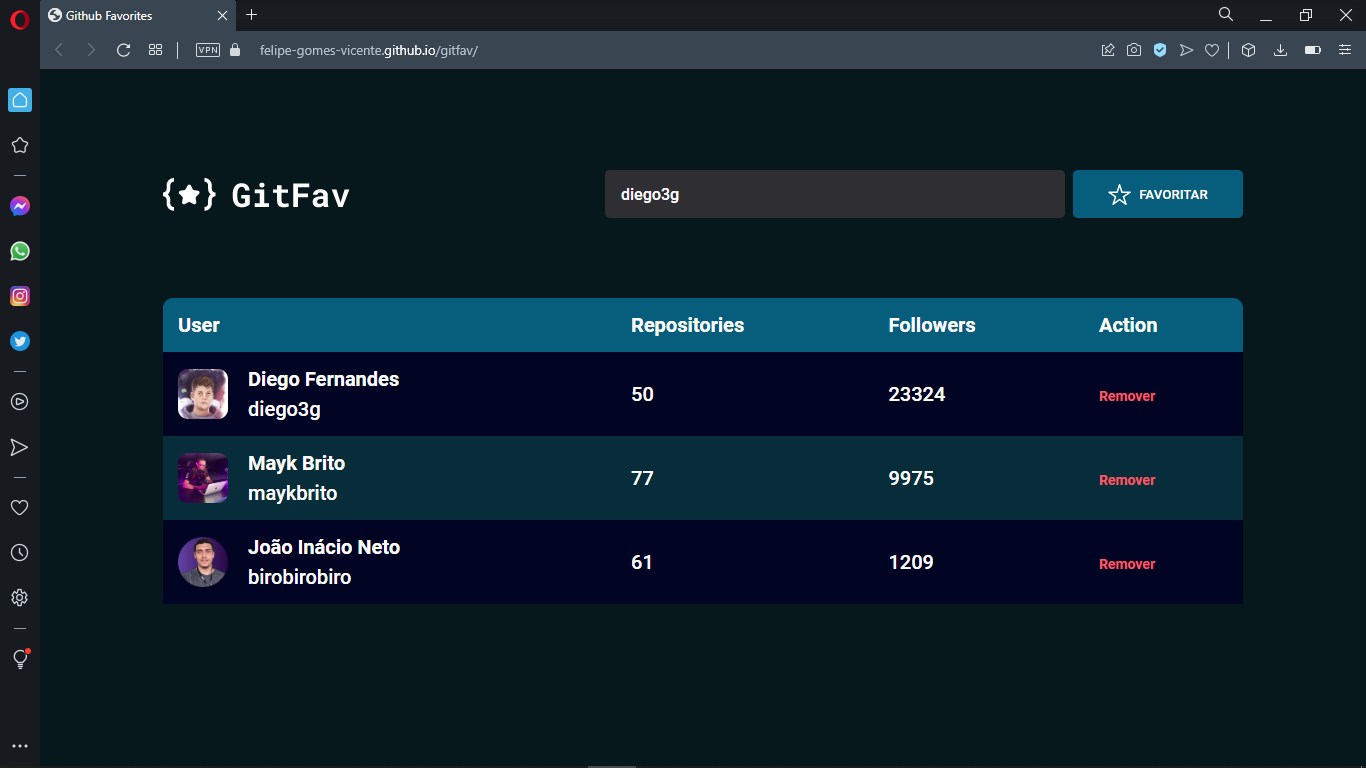 Github Favorites
VPN
felipe-gomes-vicente.github.io/gitfav/
{★} GitFav
diego3g
FAVORITAR
User Repositories Followers Action
Diego Fernandes
diego3g
50 23324 Remover
Mayk Brito
maykbrito
77 9975 Remover
João Inácio Neto
birobirobiro
61 1209 Remover